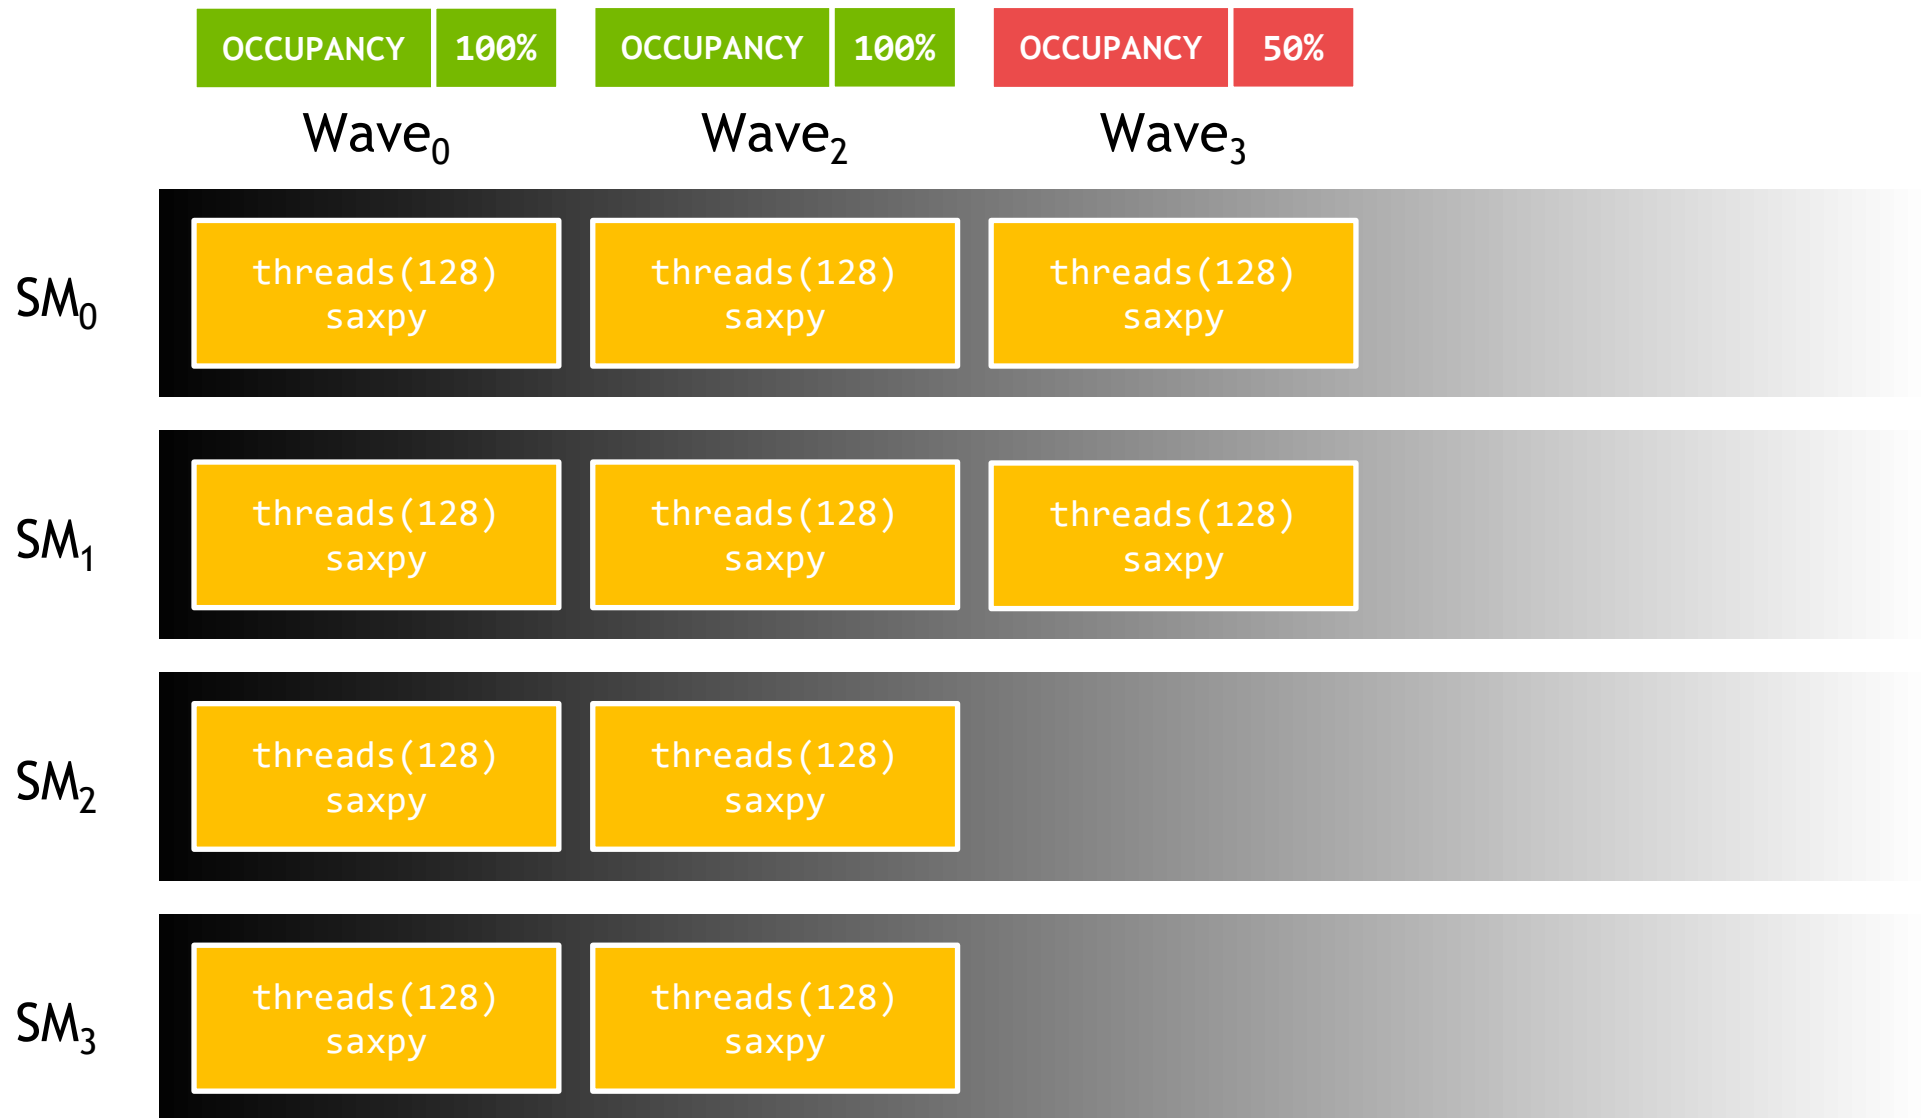 OCCUPANCY 100% OCCUPANCY 100% OCCUPANCY 50%
Wave₀ Wave₂ Wave₃
SM₀
threads(128) threads(128) threads(128)
saxpy saxpy saxpy
SM₁
threads(128) threads(128) threads(128)
saxpy saxpy saxpy
SM₂
threads(128) threads(128)
saxpy saxpy
SM₃
threads(128) threads(128)
saxpy saxpy